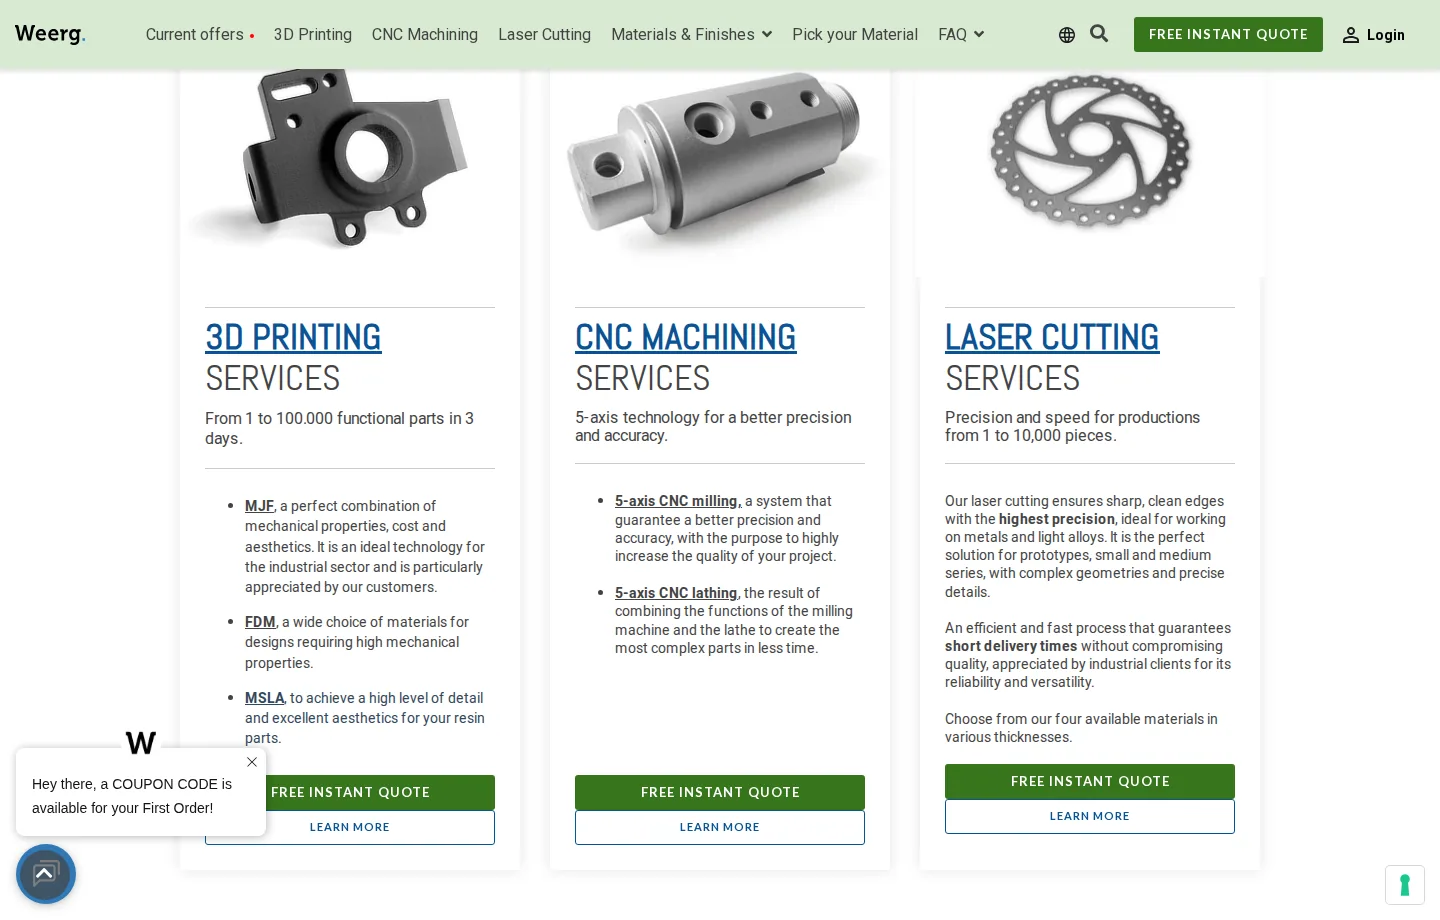 Weerg.
Current offers
3D Printing
CNC Machining
Laser Cutting
Materials & Finishes
Pick your Material
FAQ
FREE INSTANT QUOTE
Login
3D PRINTING
SERVICES
From 1 to 100.000 functional parts in 3
days.
MJF, a perfect combination of
mechanical properties, cost and
aesthetics. It is an ideal technology for
the industrial sector and is particularly
appreciated by our customers.
FDM, a wide choice of materials for
designs requiring high mechanical
properties.
MSLA, to achieve a high level of detail
and excellent aesthetics for your resin
parts.
FREE INSTANT QUOTE
LEARN MORE
CNC MACHINING
SERVICES
5-axis technology for a better precision
and accuracy.
5-axis CNC milling, a system that
guarantee a better precision and
accuracy, with the purpose to highly
increase the quality of your project.
5-axis CNC lathing, the result of
combining the functions of the milling
machine and the lathe to create the
most complex parts in less time.
FREE INSTANT QUOTE
LEARN MORE
LASER CUTTING
SERVICES
Precision and speed for productions
from 1 to 10,000 pieces.
Our laser cutting ensures sharp, clean edges
with the highest precision, ideal for working
on metals and light alloys. It is the perfect
solution for prototypes, small and medium
series, with complex geometries and precise
details.
An efficient and fast process that guarantees
short delivery times without compromising
quality, appreciated by industrial clients for its
reliability and versatility.
Choose from our four available materials in
various thicknesses.
FREE INSTANT QUOTE
LEARN MORE
W
Hey there, a COUPON CODE is
available for your First Order!